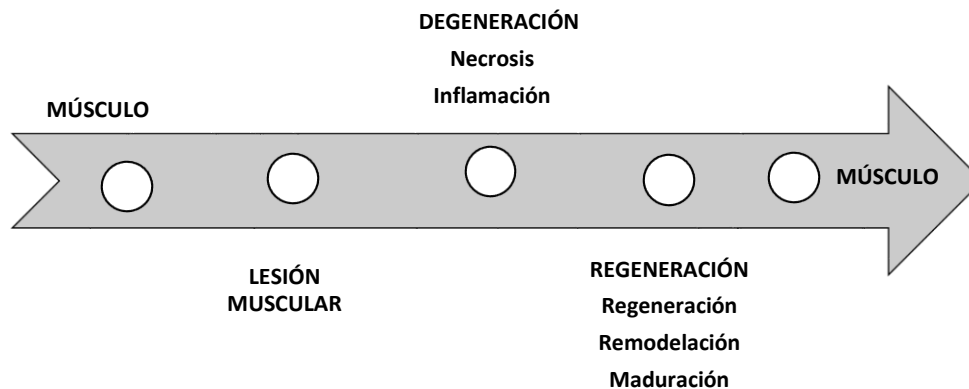 DEGENERACIÓN
Necrosis
Inflamación
MÚSCULO
MÚSCULO
LESIÓN
MUSCULAR
REGENERACIÓN
Regeneración
Remodelación
Maduración